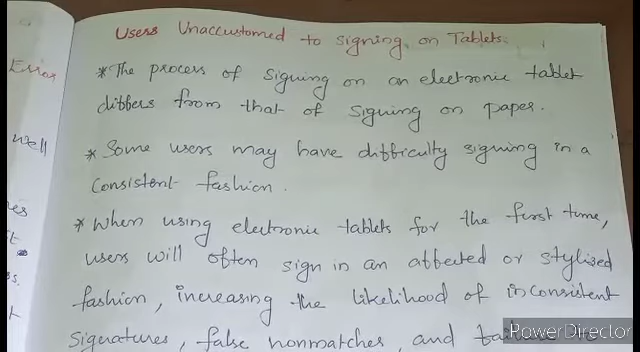 Users Unaccustomed to signing on Tablets.
Error
* The process of signing on an electronic tablet
differs from that of signing on paper.
well
* Some users may have difficulty signing in a
consistent fashion.
* When using electronic tablets for the first time,
users will often sign in an affected or stylised
fashion, increasing the likelihood of inconsistent
signatures, false nonmatches, and
PowerDirector